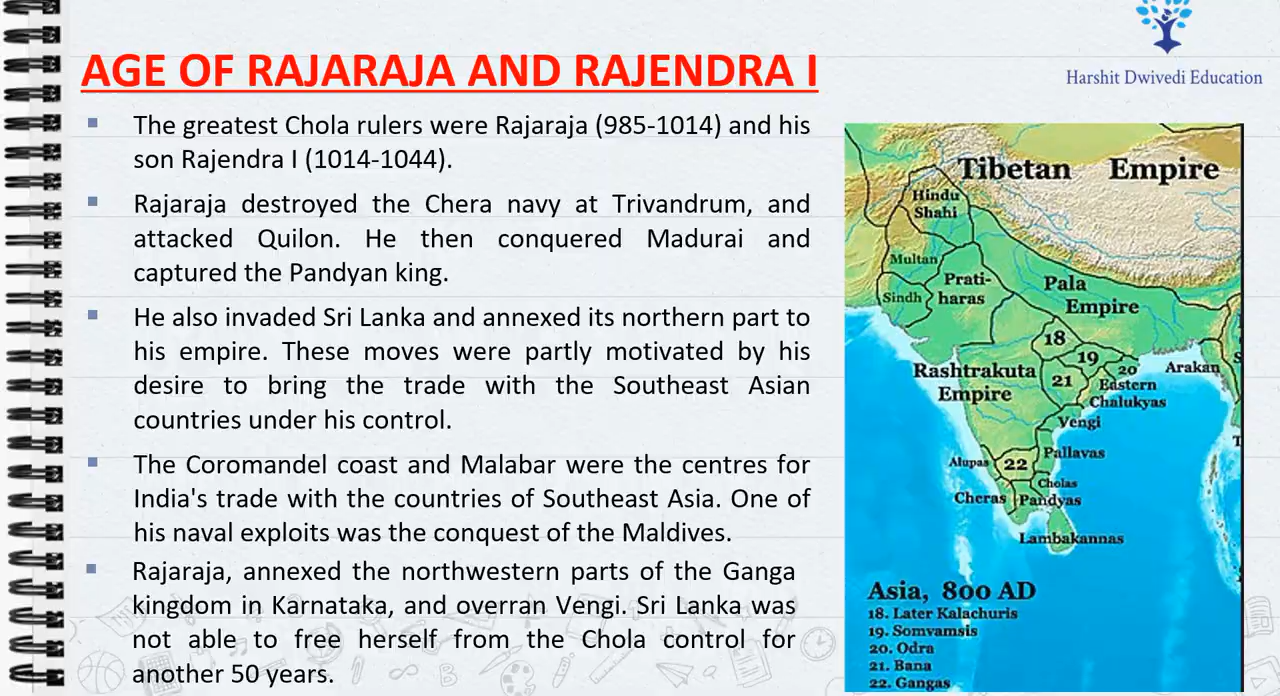 AGE OF RAJARAJA AND RAJENDRA I
Harshit Dwivedi Education
The greatest Chola rulers were Rajaraja (985-1014) and his
son Rajendra I (1014-1044).
Rajaraja destroyed the Chera navy at Trivandrum, and
attacked Quilon. He then conquered Madurai and
captured the Pandyan king.
He also invaded Sri Lanka and annexed its northern part to
his empire. These moves were partly motivated by his
desire to bring the trade with the Southeast Asian
countries under his control.
The Coromandel coast and Malabar were the centres for
India's trade with the countries of Southeast Asia. One of
his naval exploits was the conquest of the Maldives.
Rajaraja, annexed the northwestern parts of the Ganga
kingdom in Karnataka, and overran Vengi. Sri Lanka was
not able to free herself from the Chola control for
another 50 years.
Tibetan Empire
Hindu
Shahi
Multan
Sindh
Prati-
haras
Pala
Empire
18
19
20
21
Arakan
Rashtrakuta
Empire
Eastern
Chalukyas
Vengi
Pallavas
Alupas
22
Cholas
Cheras
Pandyas
Lambakannas
Asia, 800 AD
18. Later Kalachuris
19. Somvamsis
20. Odra
21. Bana
22. Gangas